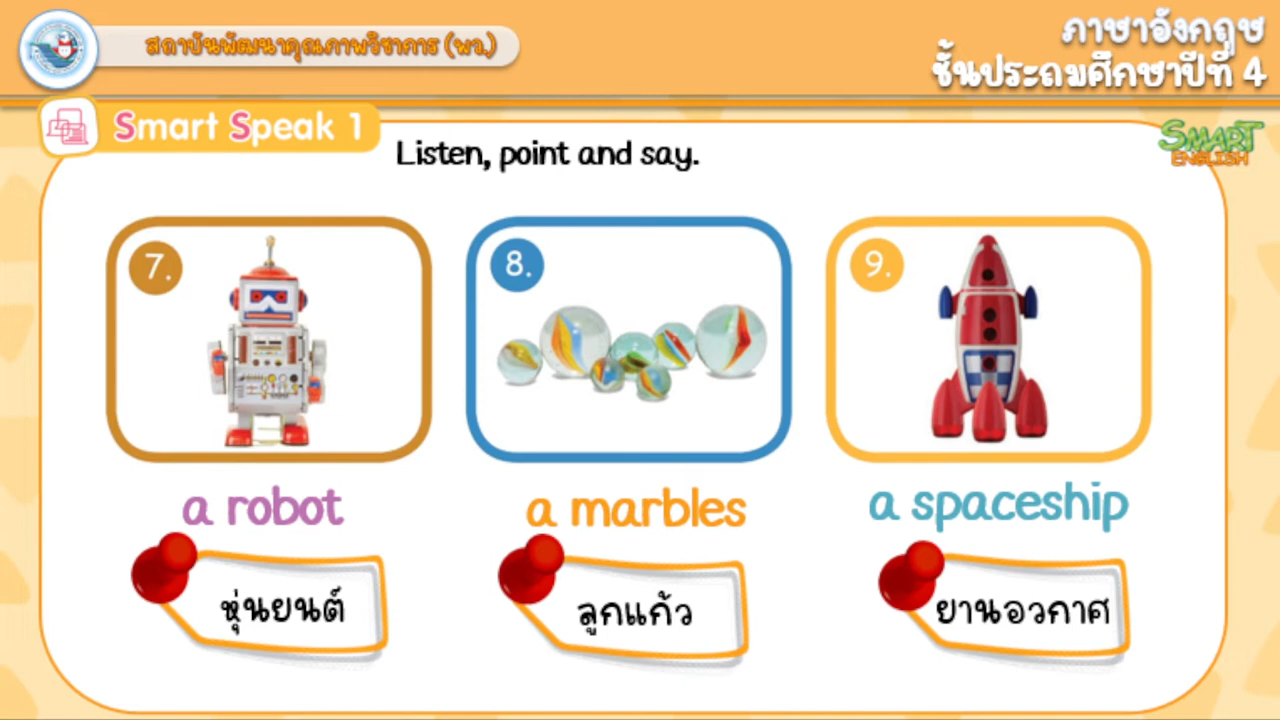 สถาบันพัฒนาคุณภาพวิชาการ (พว.)
ภาษาอังกฤษ
ชั้นประถมศึกษาปีที่ 4
Smart Speak 1
Listen, point and say.
SMART
ENGLISH
7.
8.
9.
a robot
a marbles
a spaceship
หุ่นยนต์
ลูกแก้ว
ยานอวกาศ